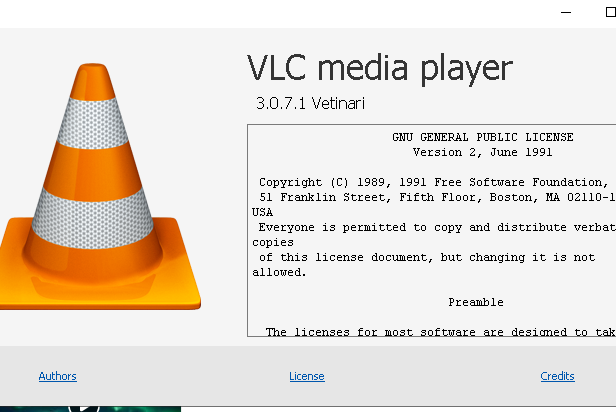 VLC media player
3.0.7.1 Vetinari
GNU GENERAL PUBLIC LICENSE
Version 2, June 1991
Copyright (C) 1989, 1991 Free Software Foundation,
51 Franklin Street, Fifth Floor, Boston, MA 02110-1
USA
Everyone is permitted to copy and distribute verbat
copies
of this license document, but changing it is not
allowed.
Preamble
The licenses for most software are designed to tak
Authors License Credits